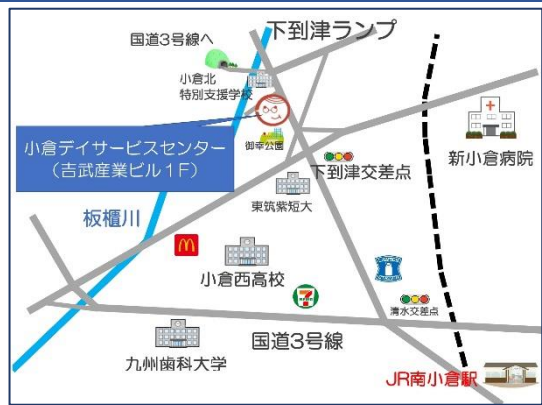 国道3号線へ
下到津ランプ
小倉北
特別支援学校
小倉デイサービスセンター
（吉武産業ビル１Ｆ）
御幸公園
下到津交差点
新小倉病院
東筑紫短大
板櫃川
小倉西高校
清水交差点
国道3号線
九州歯科大学
JR南小倉駅